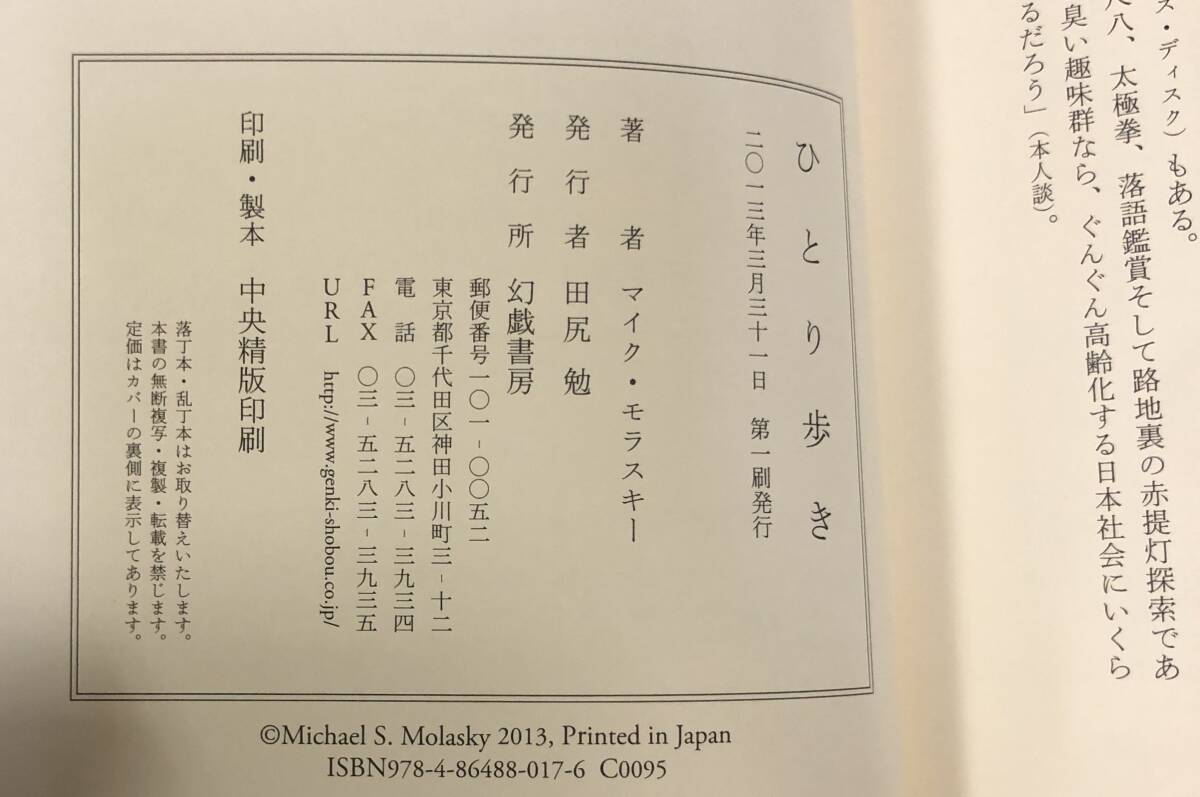 ス・ディスク）もある。
尺八、太極拳、落語鑑賞そして路地裏の赤提灯探索であ
臭い趣味群なら、ぐんぐん高齢化する日本社会にいくら
るだろう」（本人談）。
ひとり歩き
二〇一三年三月三十一日　第一刷発行
著者　マイク・モラスキー
発行者　田尻　勉
発行所　幻戯書房
郵便番号一〇一-〇〇五二
東京都千代田区神田小川町三-十二
電話　〇三-五二八三-三九三四
FAX　〇三-五二八三-三九三五
URL　http://www.genki-shobou.co.jp/
印刷・製本　中央精版印刷
落丁本・乱丁本はお取り替えいたします。
本書の無断複写・複製・転載を禁じます。
定価はカバーの裏側に表示してあります。
©Michael S. Molasky 2013, Printed in Japan
ISBN978-4-86488-017-6 C0095